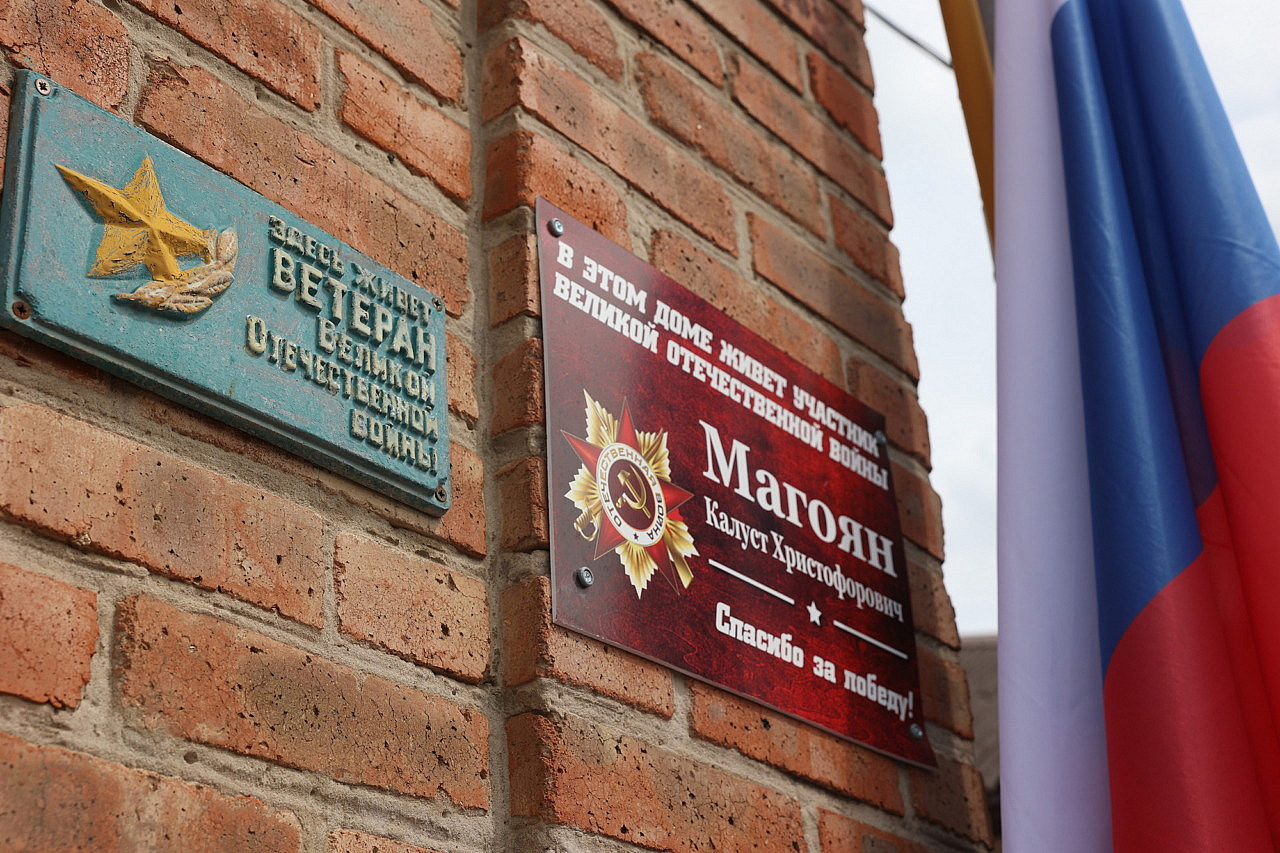 ЗДЕСЬ ЖИВЕТ
ВЕТЕРАН
ВЕЛИКОЙ
ОТЕЧЕСТВЕННОЙ
ВОЙНЫ
В ЭТОМ ДОМЕ ЖИВЕТ УЧАСТНИК
ВЕЛИКОЙ ОТЕЧЕСТВЕННОЙ ВОЙНЫ
ОТЕЧЕСТВЕННАЯ ВОЙНА
Магоян
Калуст Христофорович
Спасибо за победу!